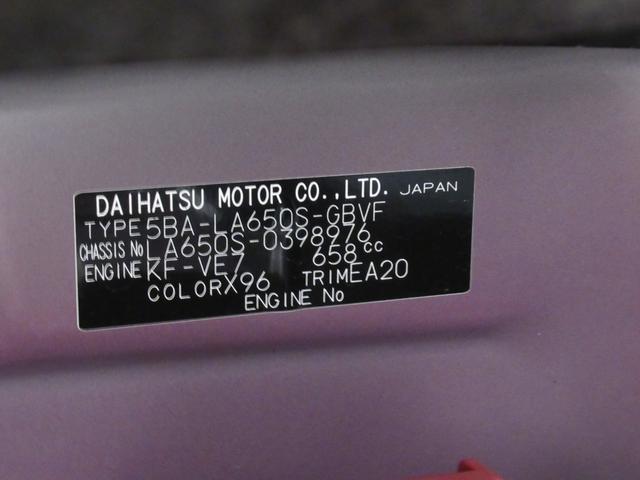 DAIHATSU MOTOR CO.,LTD. JAPAN
TYPE 5BA-LA650S-GBVF
CHASSIS No LA650S-0398976
ENGINE KF-VE7 658cc
COLOR X96 TRIM EA20
ENGINE No